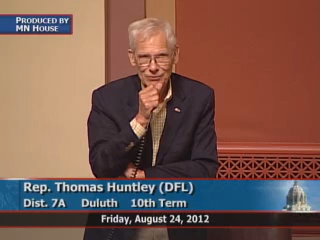 PRODUCED BY
MN HOUSE
Rep. Thomas Huntley (DFL)
Dist. 7A Duluth 10th Term
Friday, August 24, 2012